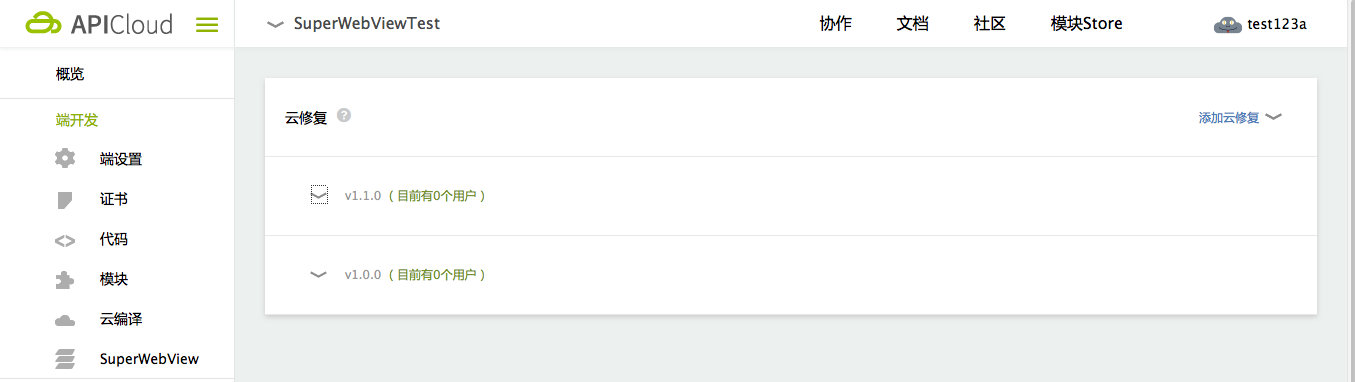 APICloud
SuperWebViewTest
协作
文档
社区
模块Store
test123a
概览
端开发
端设置
证书
代码
模块
云编译
SuperWebView
云修复 ?
添加云修复
v1.1.0（目前有0个用户）
v1.0.0（目前有0个用户）